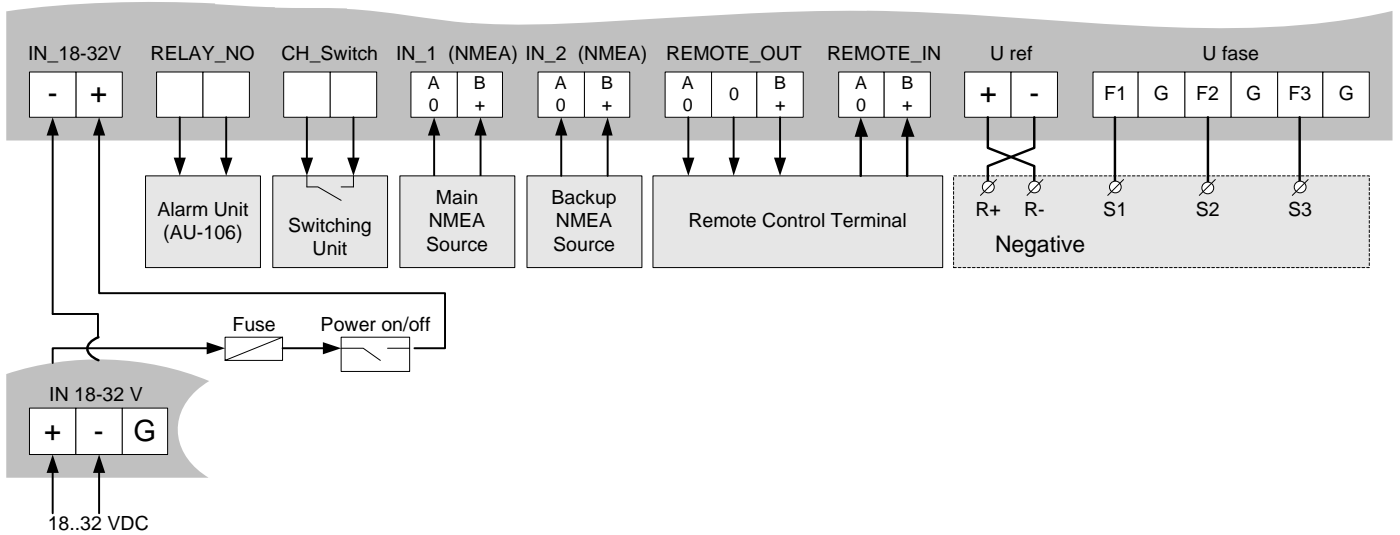 IN_18-32V RELAY_NO CH_Switch IN_1 (NMEA) IN_2 (NMEA) REMOTE_OUT REMOTE_IN U ref U fase
- + A B A B A 0 B A B + - F1 G F2 G F3 G
0 + 0 + 0 + 0 +
Alarm Unit
(AU-106)
Switching
Unit
Main
NMEA
Source
Backup
NMEA
Source
Remote Control Terminal
R+ R- S1 S2 S3
Negative
Fuse Power on/off
IN 18-32 V
+ - G
18..32 VDC